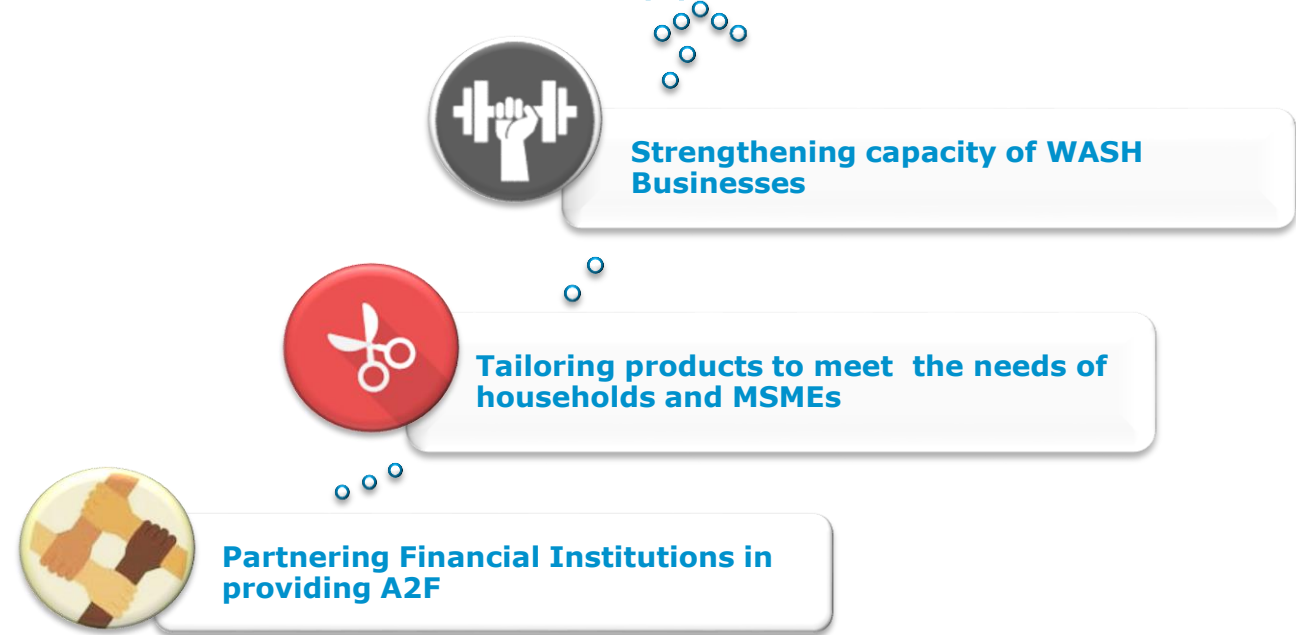 Strengthening capacity of WASH
Businesses
Tailoring products to meet  the needs of
households and MSMEs
Partnering Financial Institutions in
providing A2F